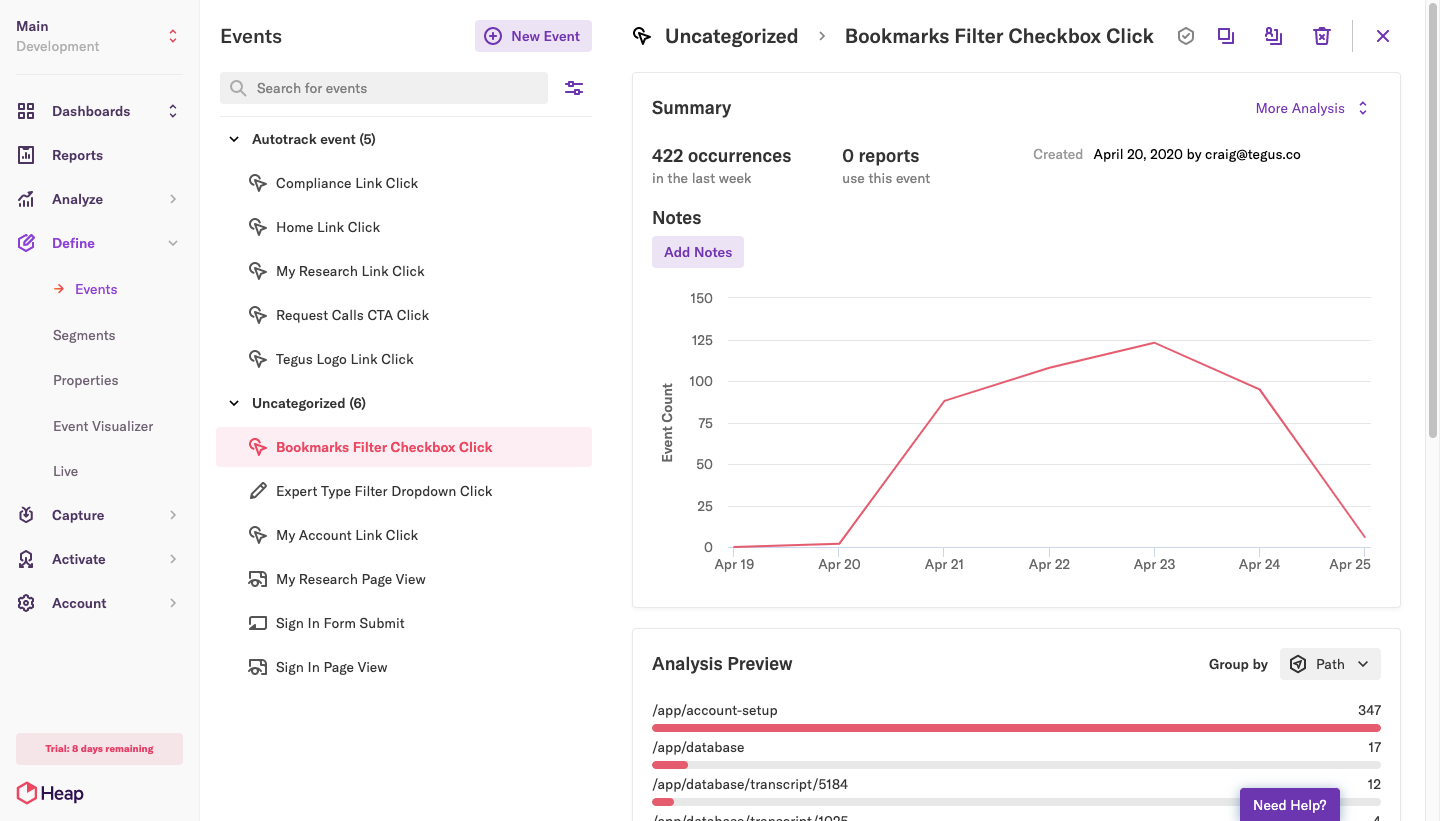 Main
Development
Dashboards
Reports
Analyze
Define
Events
Segments
Properties
Event Visualizer
Live
Capture
Activate
Account
Trial: 8 days remaining
Heap
Events
New Event
Search for events
Autotrack event (5)
Compliance Link Click
Home Link Click
My Research Link Click
Request Calls CTA Click
Tegus Logo Link Click
Uncategorized (6)
Bookmarks Filter Checkbox Click
Expert Type Filter Dropdown Click
My Account Link Click
My Research Page View
Sign In Form Submit
Sign In Page View
Uncategorized > Bookmarks Filter Checkbox Click
Summary
More Analysis
422 occurrences
in the last week
0 reports
use this event
Created April 20, 2020 by craig@tegus.co
Notes
Add Notes
Event Count
150
125
100
75
50
25
0
Apr 19 Apr 20 Apr 21 Apr 22 Apr 23 Apr 24 Apr 25
Analysis Preview
Group by Path
/app/account-setup 347
/app/database 17
/app/database/transcript/5184 12
/app/database/transcript/1025 4
Need Help?